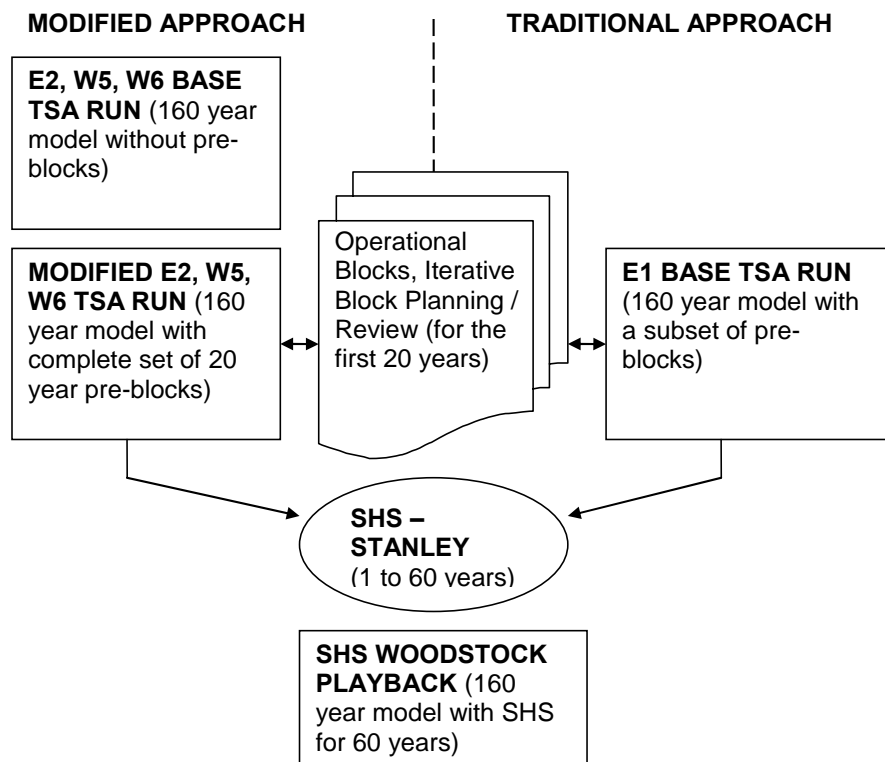 MODIFIED APPROACH
TRADITIONAL APPROACH
E2, W5, W6 BASE
TSA RUN (160 year
model without pre-
blocks)
MODIFIED E2, W5,
W6 TSA RUN (160
year model with
complete set of 20
year pre-blocks)
Operational
Blocks, Iterative
Block Planning /
Review (for the
first 20 years)
E1 BASE TSA RUN
(160 year model with
a subset of pre-
blocks)
SHS –
STANLEY
(1 to 60 years)
SHS WOODSTOCK
PLAYBACK (160
year model with SHS
for 60 years)